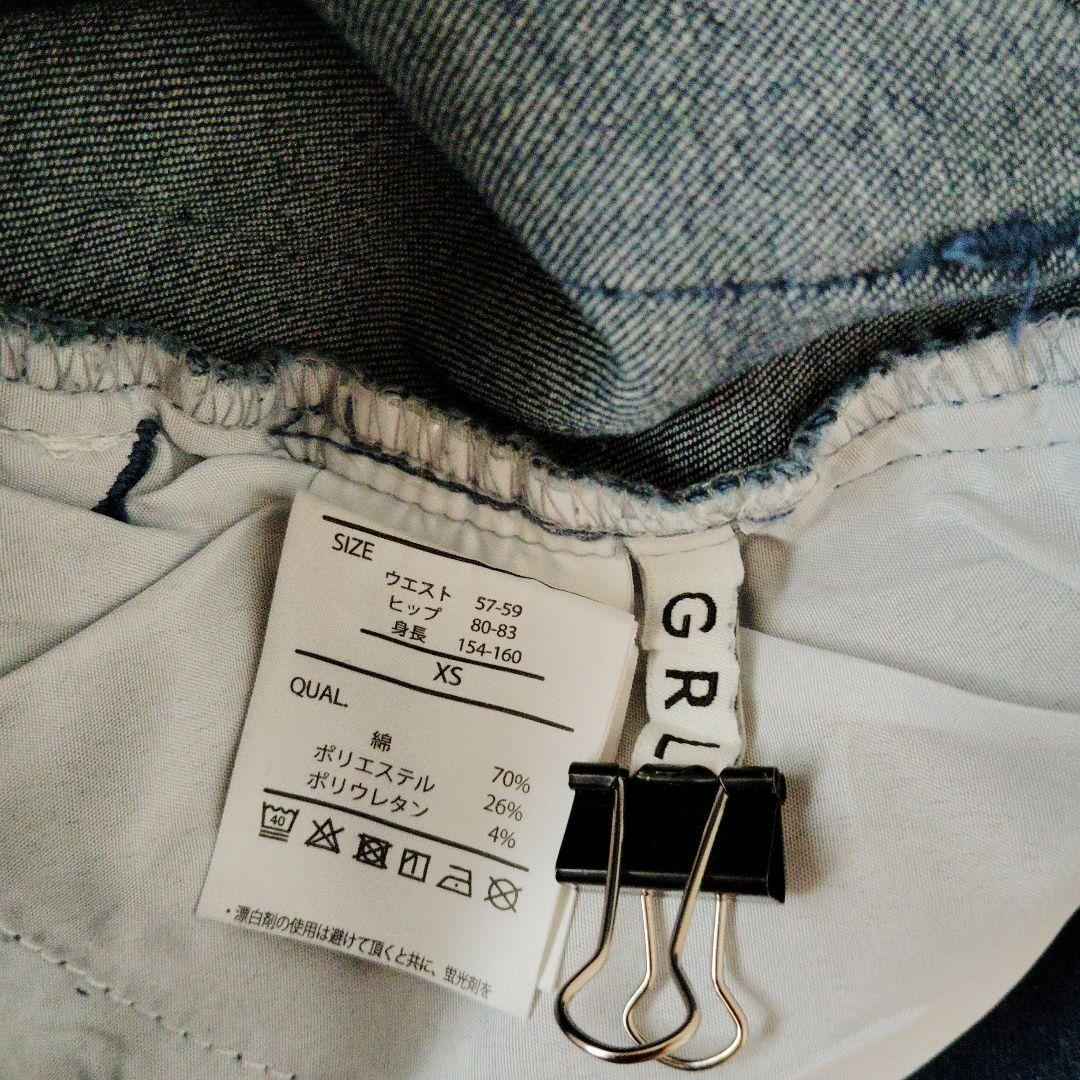 SIZE
ウエスト 57-59
ヒップ 80-83
身長 154-160
XS
QUAL.
綿 70%
ポリエステル 26%
ポリウレタン 4%
40
・漂白剤の使用は避けて頂くと共に、蛍光剤を
GRL